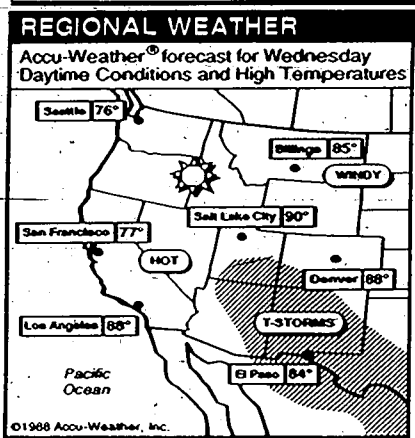 REGIONAL WEATHER
Accu-Weather® forecast for Wednesday
Daytime Conditions and High Temperatures
Seattle 76°
Billings 85°
WINDY
Salt Lake City 90°
San Francisco 77°
HOT
Denver 88°
Los Angeles 88°
T-STORMS
Pacific
Ocean
El Paso 84°
©1988 Accu-Weather, Inc.